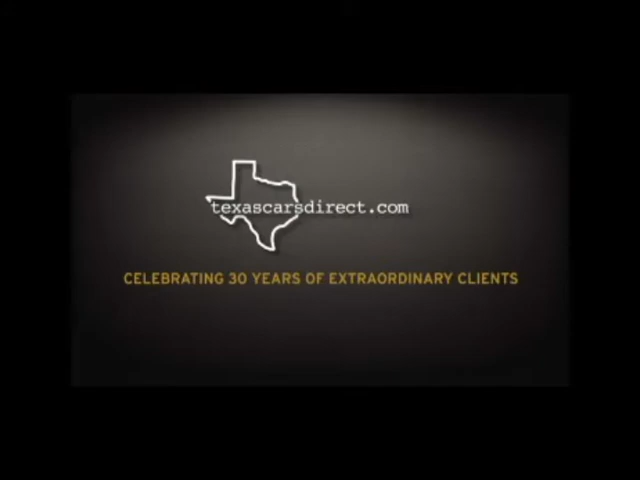 texascarsdirect.com
CELEBRATING 30 YEARS OF EXTRAORDINARY CLIENTS